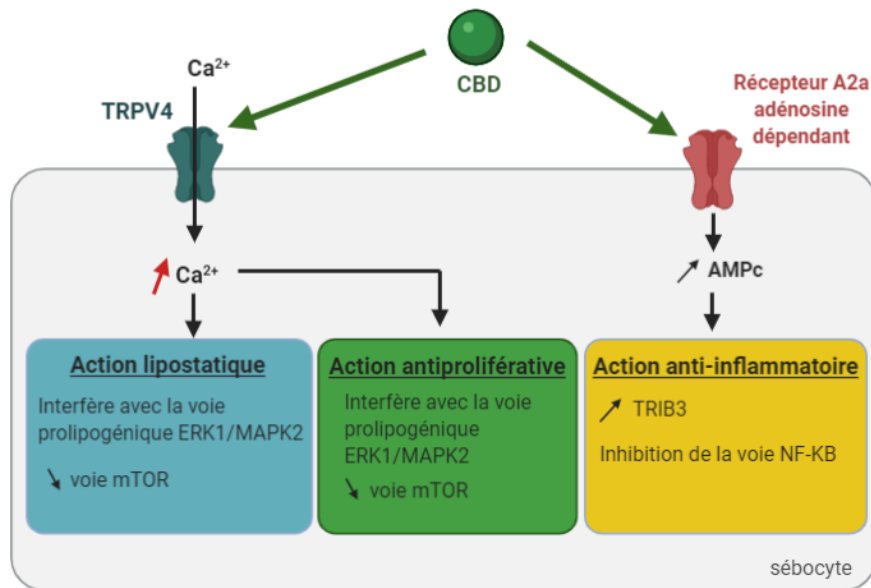 CBD
Ca²⁺
TRPV4
Récepteur A2a
adénosine
dépendant
Ca²⁺
AMPc
Action lipostatique
Interfère avec la voie
prolipogénique ERK1/MAPK2
voie mTOR
Action antiproliférative
Interfère avec la voie
prolipogénique
ERK1/MAPK2
voie mTOR
Action anti-inflammatoire
TRIB3
Inhibition de la voie NF-KB
sébocyte